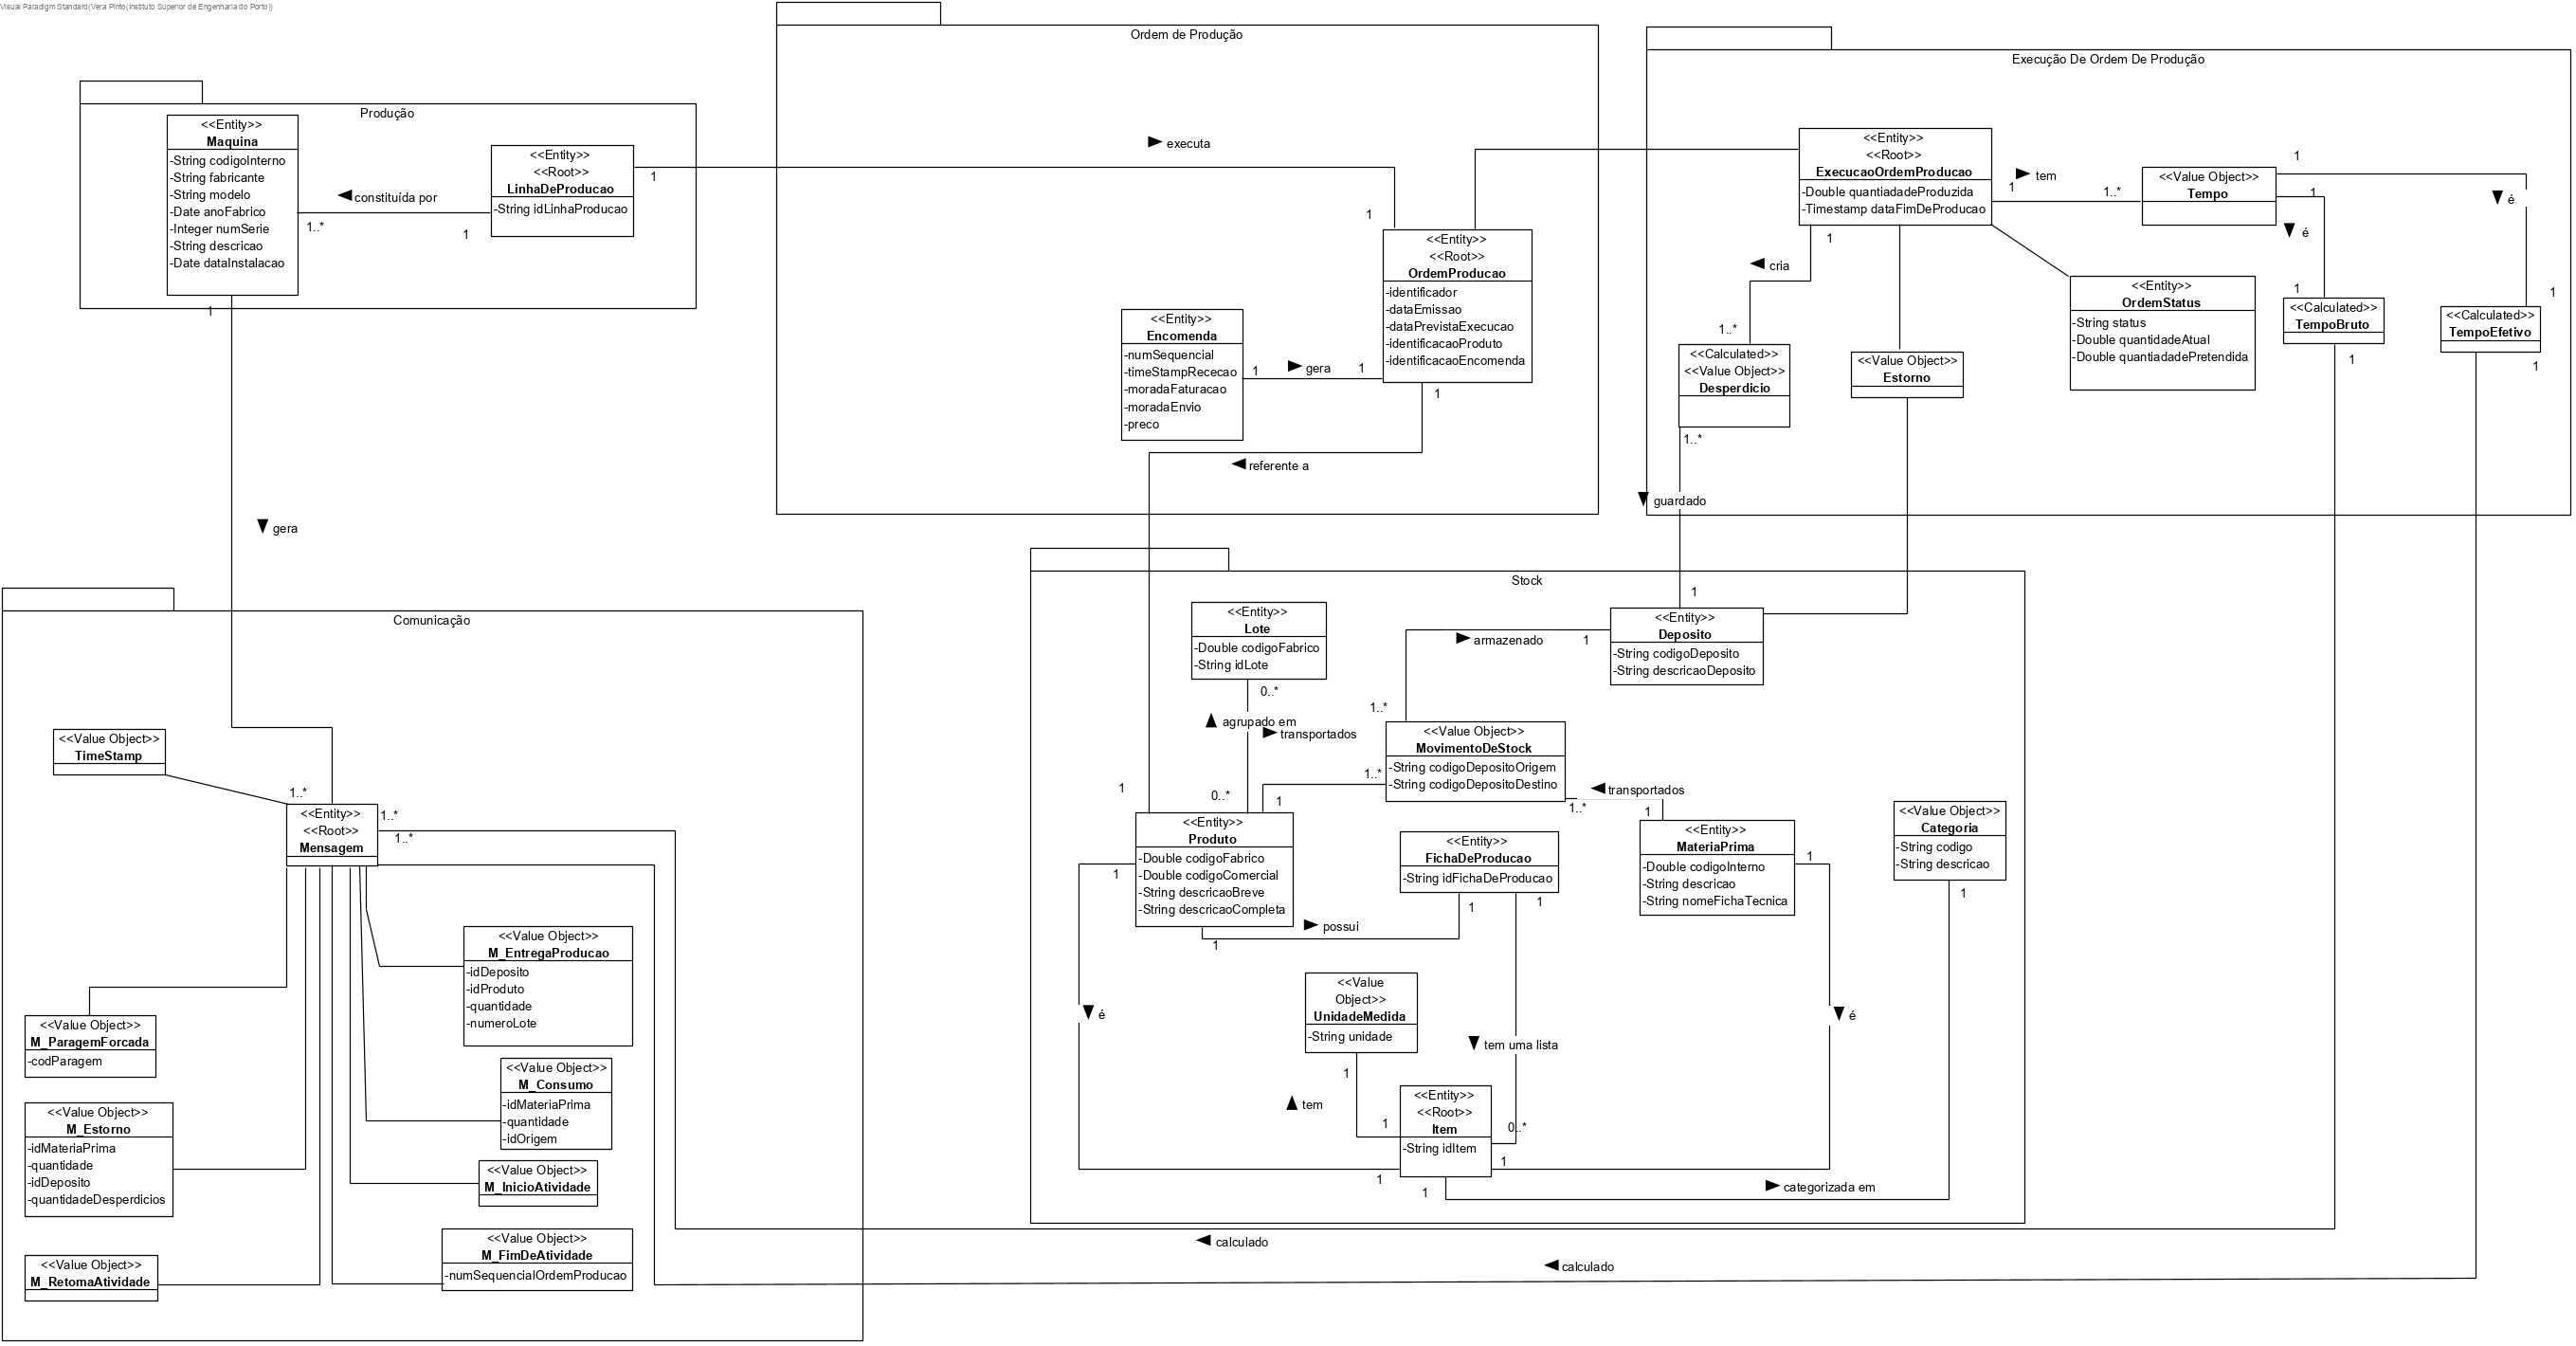 Visual Paradigm Standard(Vera Pinto(Instituto Superior de Engenharia do Porto))
Produção
<<Entity>>
Maquina
-String codigoInterno
-String fabricante
-String modelo
-Date anoFabrico
-Integer numSerie
-String descricao
-Date dataInstalacao
1
constituída por
1..*
1
<<Entity>>
<<Root>>
LinhaDeProducao
-String idLinhaProducao
1
Ordem de Produção
executa
1
<<Entity>>
<<Root>>
OrdemProducao
-identificador
-dataEmissao
-dataPrevistaExecucao
-identificacaoProduto
-identificacaoEncomenda
<<Entity>>
Encomenda
-numSequencial
-timeStampRececao
-moradaFaturacao
-moradaEnvio
-preco
1
gera
1
1
referente a
Execução De Ordem De Produção
<<Entity>>
<<Root>>
ExecucaoOrdemProducao
-Double quantiadadeProduzida
-Timestamp dataFimDeProducao
tem
1
1..*
<<Value Object>>
Tempo
1
é
1
é
1
cria
1..*
<<Calculated>>
<<Value Object>>
Desperdicio
1..*
<<Value Object>>
Estorno
<<Entity>>
OrdemStatus
-String status
-Double quantidadeAtual
-Double quantiadadePretendida
1
<<Calculated>>
TempoBruto
1
1
<<Calculated>>
TempoEfetivo
1
guardado
gera
Comunicação
<<Value Object>>
TimeStamp
1..*
<<Entity>>
<<Root>>
Mensagem
1..*
1..*
<<Value Object>>
M_EntregaProducao
-idDeposito
-idProduto
-quantidade
-numeroLote
<<Value Object>>
M_ParagemForcada
-codParagem
<<Value Object>>
M_Consumo
-idMateriaPrima
-quantidade
-idOrigem
<<Value Object>>
M_Estorno
-idMateriaPrima
-quantidade
-idDeposito
-quantidadeDesperdicios
<<Value Object>>
M_InicioAtividade
<<Value Object>>
M_FimDeAtividade
-numSequencialOrdemProducao
<<Value Object>>
M_RetomaAtividade
Stock
1
<<Entity>>
Lote
-Double codigoFabrico
-String idLote
0..*
agrupado em
transportados
armazenado
1
<<Entity>>
Deposito
-String codigoDeposito
-String descricaoDeposito
1..*
<<Value Object>>
MovimentoDeStock
-String codigoDepositoOrigem
-String codigoDepositoDestino
1..*
1
0..*
1
transportados
1..*
1
<<Entity>>
Produto
-Double codigoFabrico
-Double codigoComercial
-String descricaoBreve
-String descricaoCompleta
1
<<Entity>>
FichaDeProducao
-String idFichaDeProducao
1
1
possui
1
<<Entity>>
MateriaPrima
-Double codigoInterno
-String descricao
-String nomeFichaTecnica
1
<<Value Object>>
Categoria
-String codigo
-String descricao
1
é
é
<<Value
Object>>
UnidadeMedida
-String unidade
1
tem uma lista
tem
1
0..*
<<Entity>>
<<Root>>
Item
-String idItem
1
1
1
categorizada em
calculado
calculado